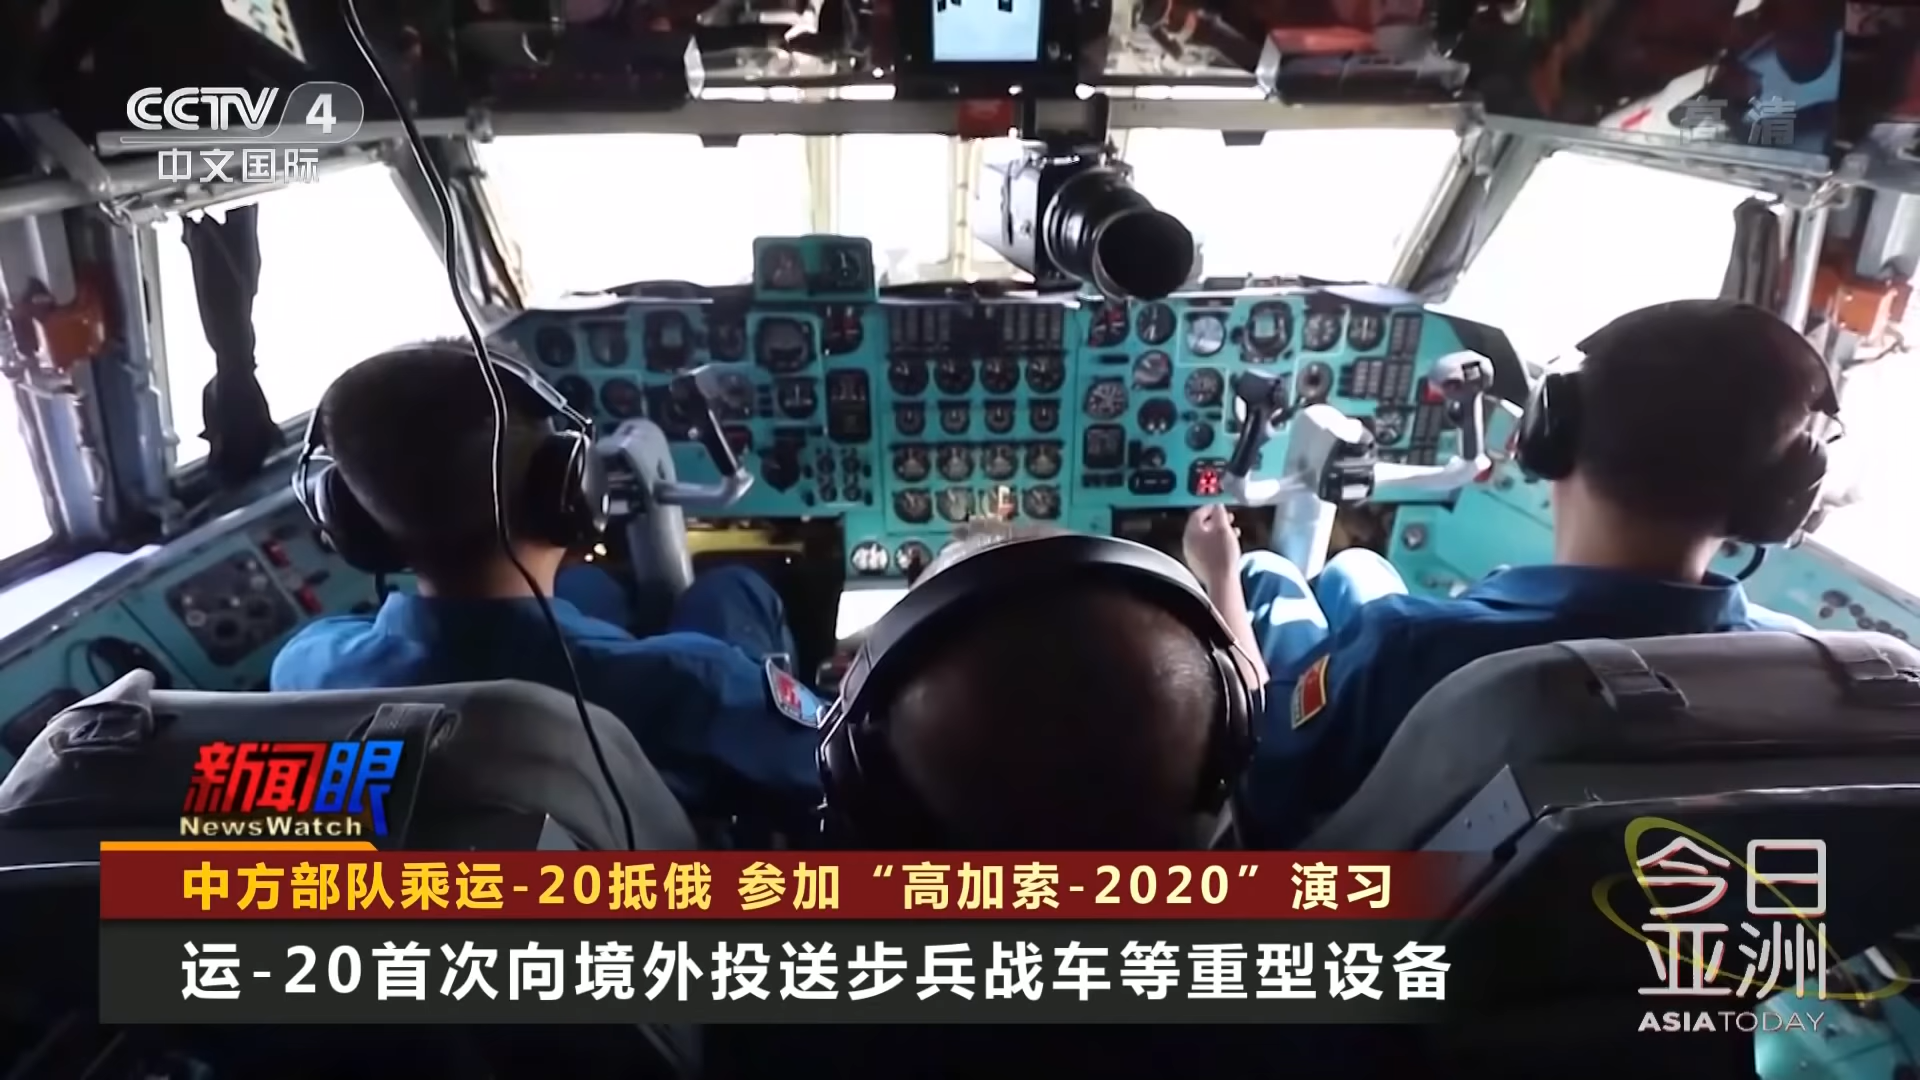 CCTV 4
中文国际
高清
新闻眼
NewsWatch
中方部队乘运-20抵俄 参加“高加索-2020”演习
运-20首次向境外投送步兵战车等重型设备
今日
亚洲
ASIA TODAY